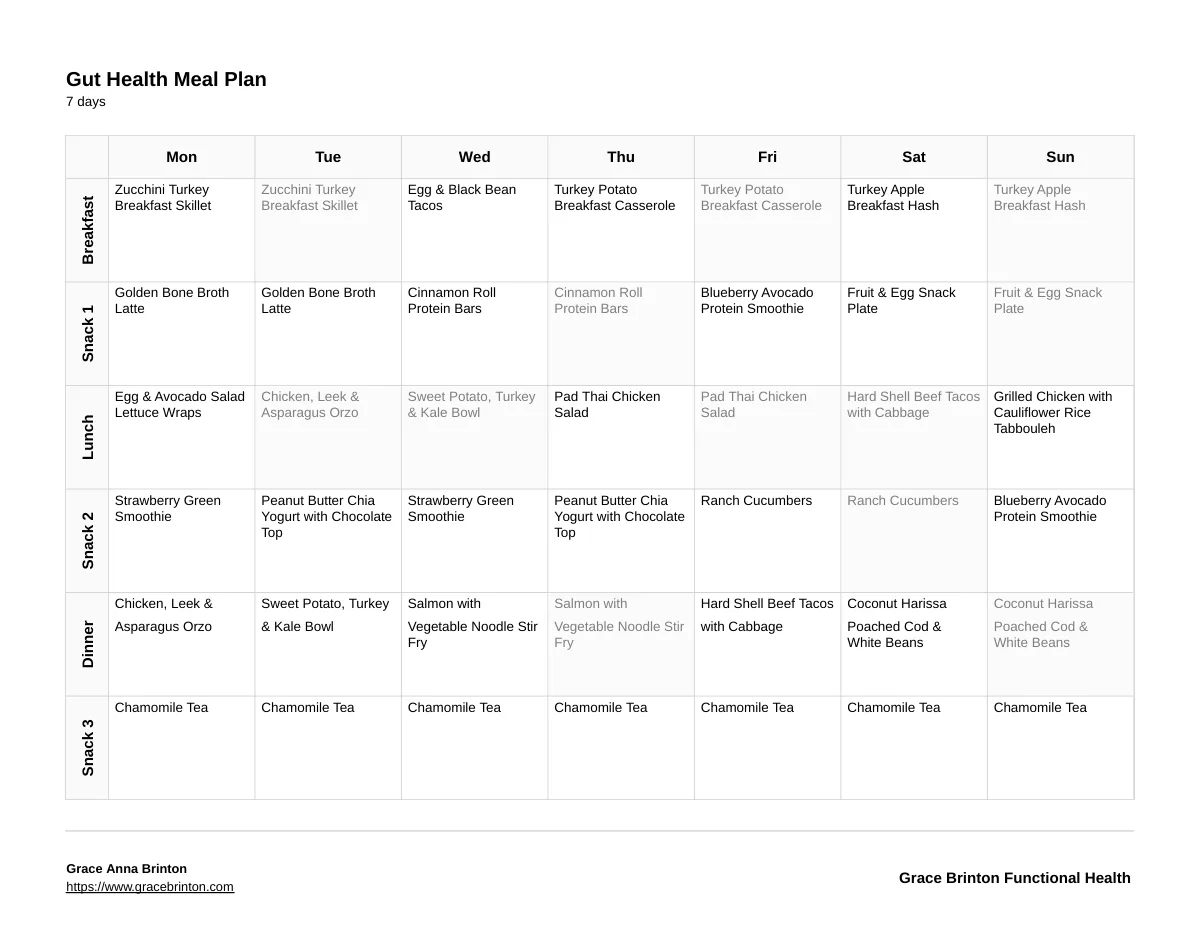 Gut Health Meal Plan
7 days
Mon Tue Wed Thu Fri Sat Sun
Breakfast
Zucchini Turkey
Breakfast Skillet
Zucchini Turkey
Breakfast Skillet
Egg & Black Bean
Tacos
Turkey Potato
Breakfast Casserole
Turkey Potato
Breakfast Casserole
Turkey Apple
Breakfast Hash
Turkey Apple
Breakfast Hash
Snack 1
Golden Bone Broth
Latte
Golden Bone Broth
Latte
Cinnamon Roll
Protein Bars
Cinnamon Roll
Protein Bars
Blueberry Avocado
Protein Smoothie
Fruit & Egg Snack
Plate
Fruit & Egg Snack
Plate
Lunch
Egg & Avocado Salad
Lettuce Wraps
Chicken, Leek &
Asparagus Orzo
Sweet Potato, Turkey
& Kale Bowl
Pad Thai Chicken
Salad
Pad Thai Chicken
Salad
Hard Shell Beef Tacos
with Cabbage
Grilled Chicken with
Cauliflower Rice
Tabbouleh
Snack 2
Strawberry Green
Smoothie
Peanut Butter Chia
Yogurt with Chocolate
Top
Strawberry Green
Smoothie
Peanut Butter Chia
Yogurt with Chocolate
Top
Ranch Cucumbers
Ranch Cucumbers
Blueberry Avocado
Protein Smoothie
Dinner
Chicken, Leek &
Asparagus Orzo
Sweet Potato, Turkey
& Kale Bowl
Salmon with
Vegetable Noodle Stir
Fry
Salmon with
Vegetable Noodle Stir
Fry
Hard Shell Beef Tacos
with Cabbage
Coconut Harissa
Poached Cod &
White Beans
Coconut Harissa
Poached Cod &
White Beans
Snack 3
Chamomile Tea
Chamomile Tea
Chamomile Tea
Chamomile Tea
Chamomile Tea
Chamomile Tea
Chamomile Tea
Grace Anna Brinton
https://www.gracebrinton.com
Grace Brinton Functional Health